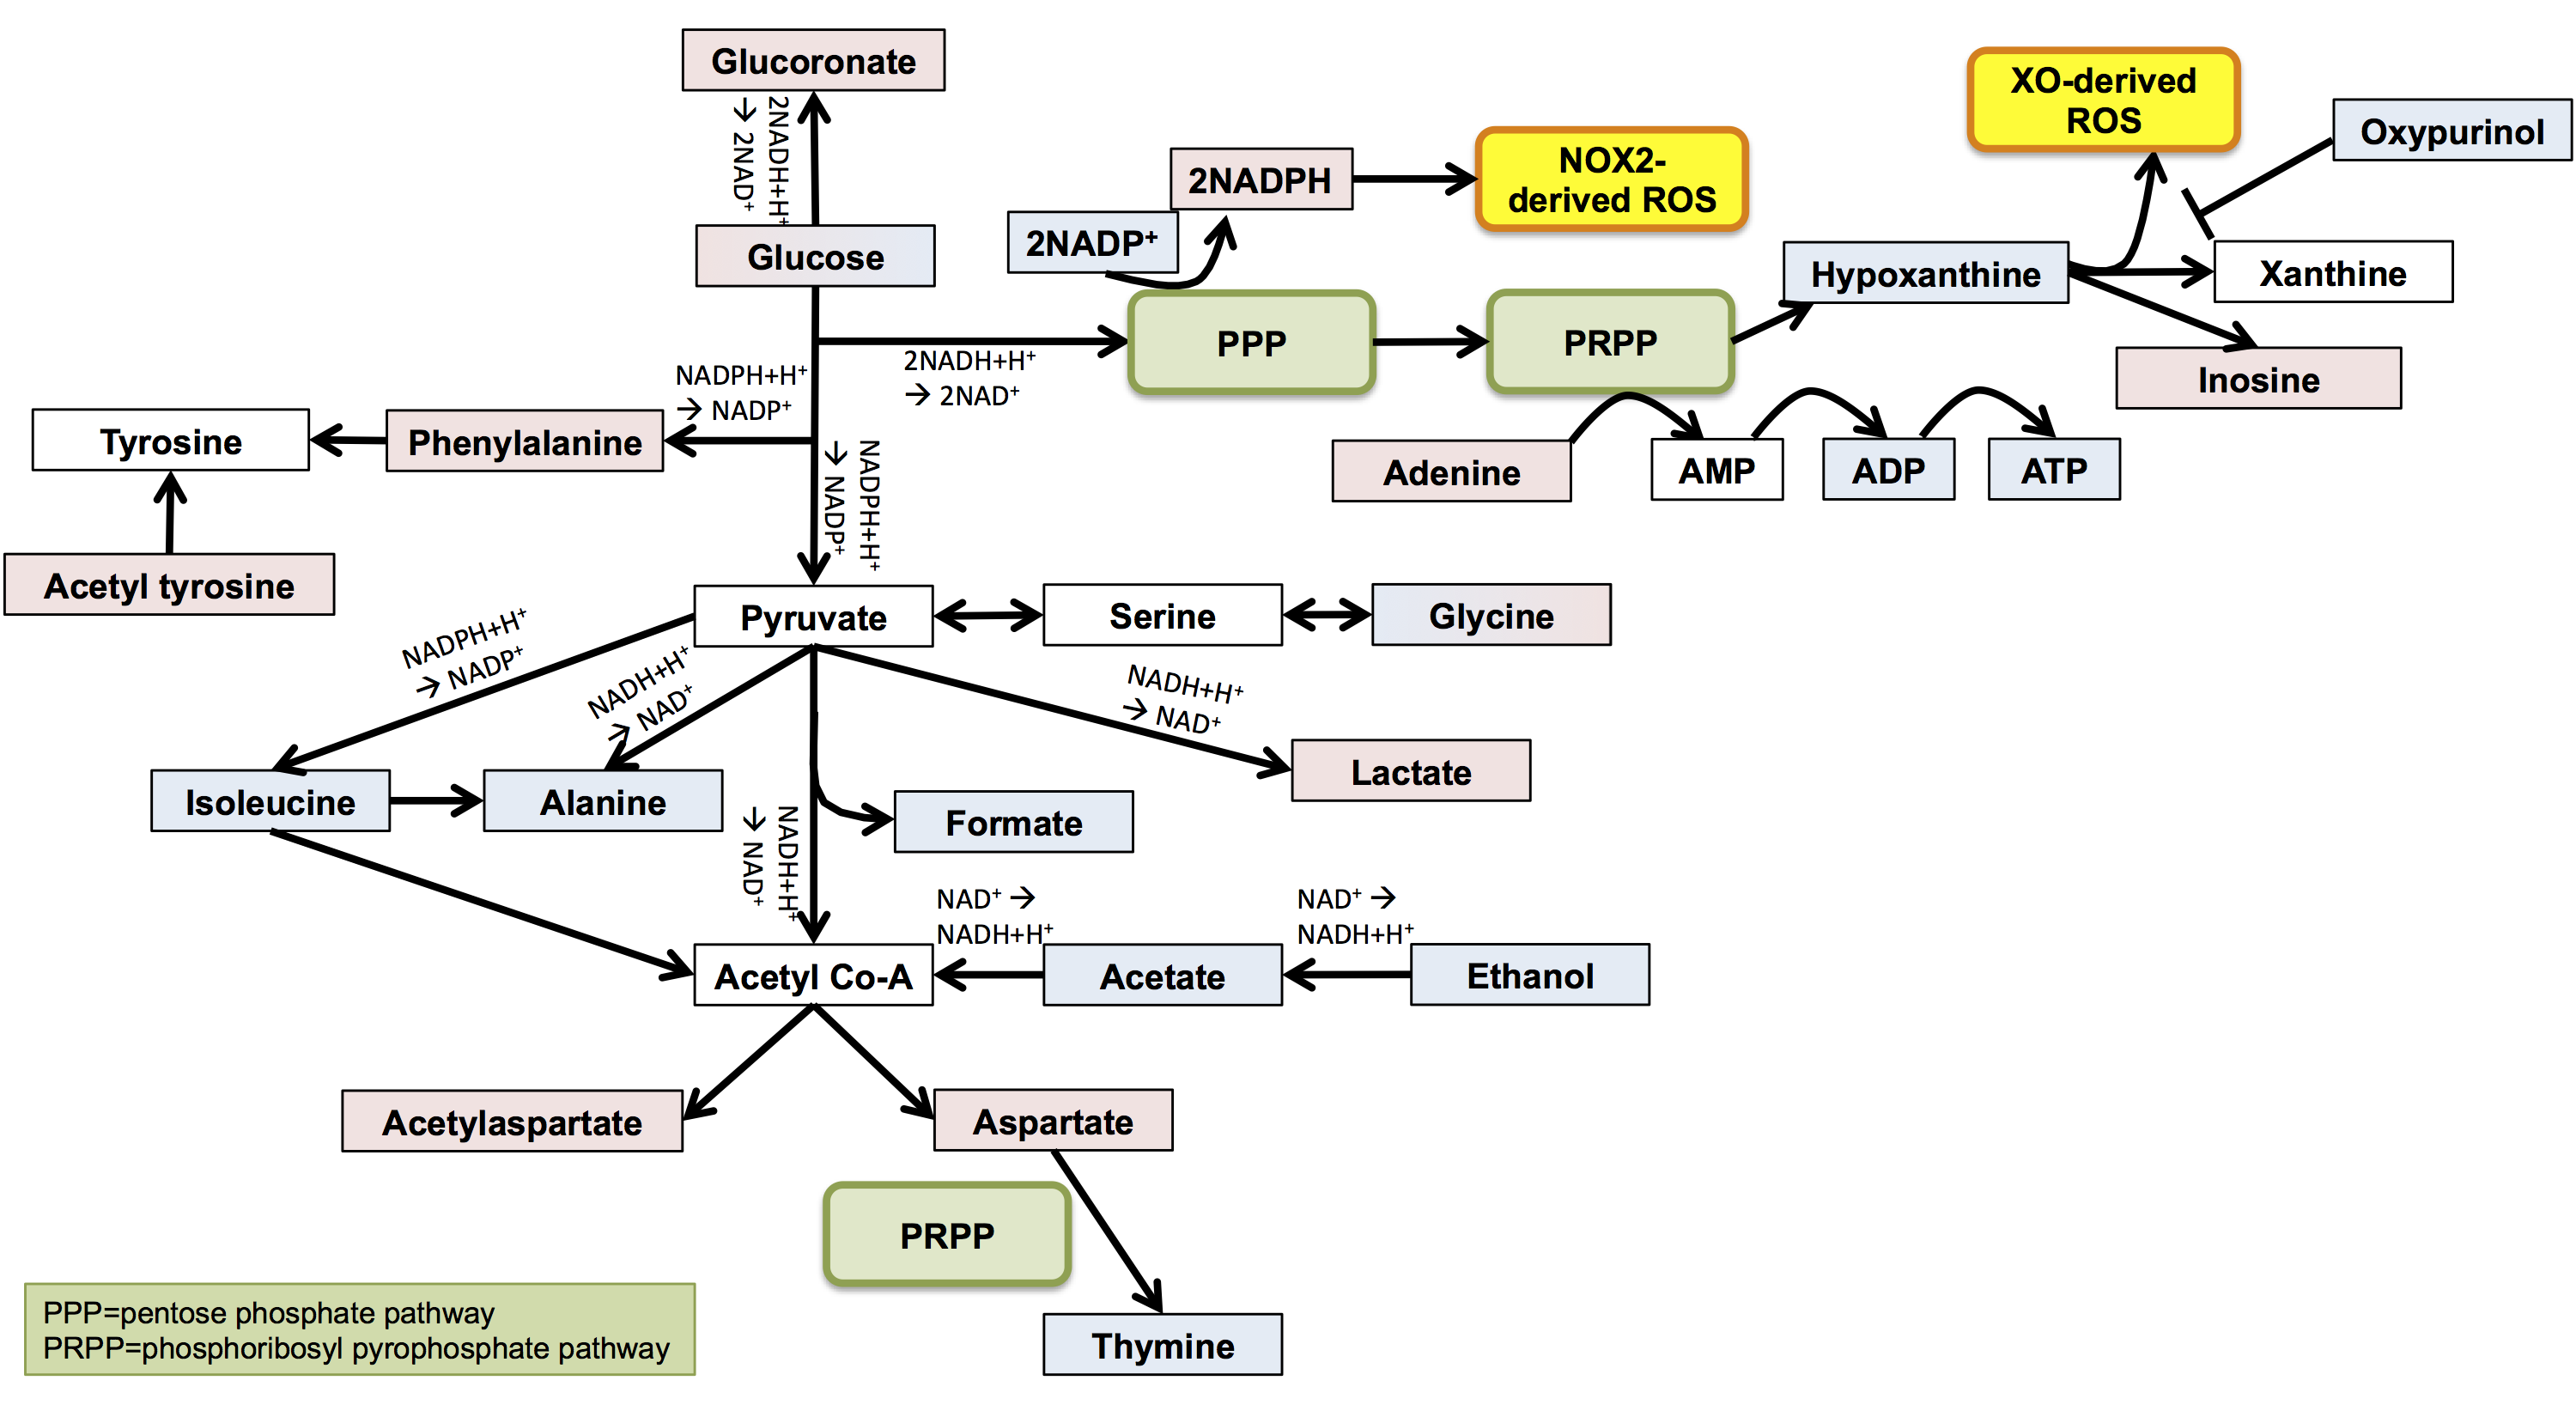 Glucoronate
2NADH+H⁺
→ 2NAD⁺
Glucose
2NADP⁺
2NADPH
NOX2-
derived ROS
XO-derived
ROS
Oxypurinol
Hypoxanthine
Xanthine
Inosine
PPP
PRPP
2NADH+H⁺
→ 2NAD⁺
NADPH+H⁺
→ NADP⁺
Tyrosine
Phenylalanine
NADPH+H⁺
→ NADP⁺
Adenine
AMP
ADP
ATP
Acetyl tyrosine
Pyruvate
Serine
Glycine
NADPH+H⁺
→ NADP⁺
NADH+H⁺
→ NAD⁺
NADH+H⁺
→ NAD⁺
Lactate
Isoleucine
Alanine
Formate
NADH+H⁺
→ NAD⁺
NAD⁺ →
NADH+H⁺
NAD⁺ →
NADH+H⁺
Acetyl Co-A
Acetate
Ethanol
Acetylaspartate
Aspartate
PRPP
Thymine
PPP=pentose phosphate pathway
PRPP=phosphoribosyl pyrophosphate pathway